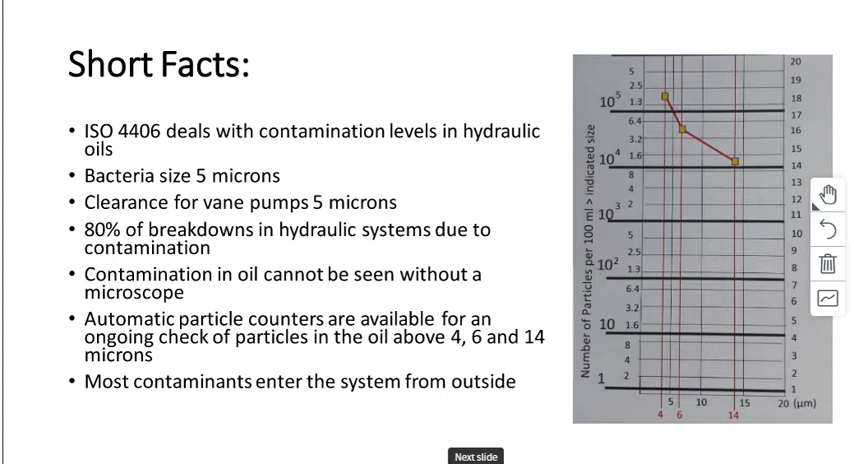 Short Facts:
• ISO 4406 deals with contamination levels in hydraulic
oils
• Bacteria size 5 microns
• Clearance for vane pumps 5 microns
• 80% of breakdowns in hydraulic systems due to
contamination
• Contamination in oil cannot be seen without a
microscope
• Automatic particle counters are available for an
ongoing check of particles in the oil above 4, 6 and 14
microns
• Most contaminants enter the system from outside
Number of Particles per 100 ml > indicated size
5
2.5
10⁵ 1.3
6.4
3.2
10⁴ 1.6
8
4
10³ 2
5
2.5
10² 1.3
6.4
3.2
10 1.6
8
4
1 2
20
19
18
17
16
15
14
13
12
11
10
9
8
7
6
5
4
3
2
1
5 10 15 20 (µm)
4 6 14
Next slide